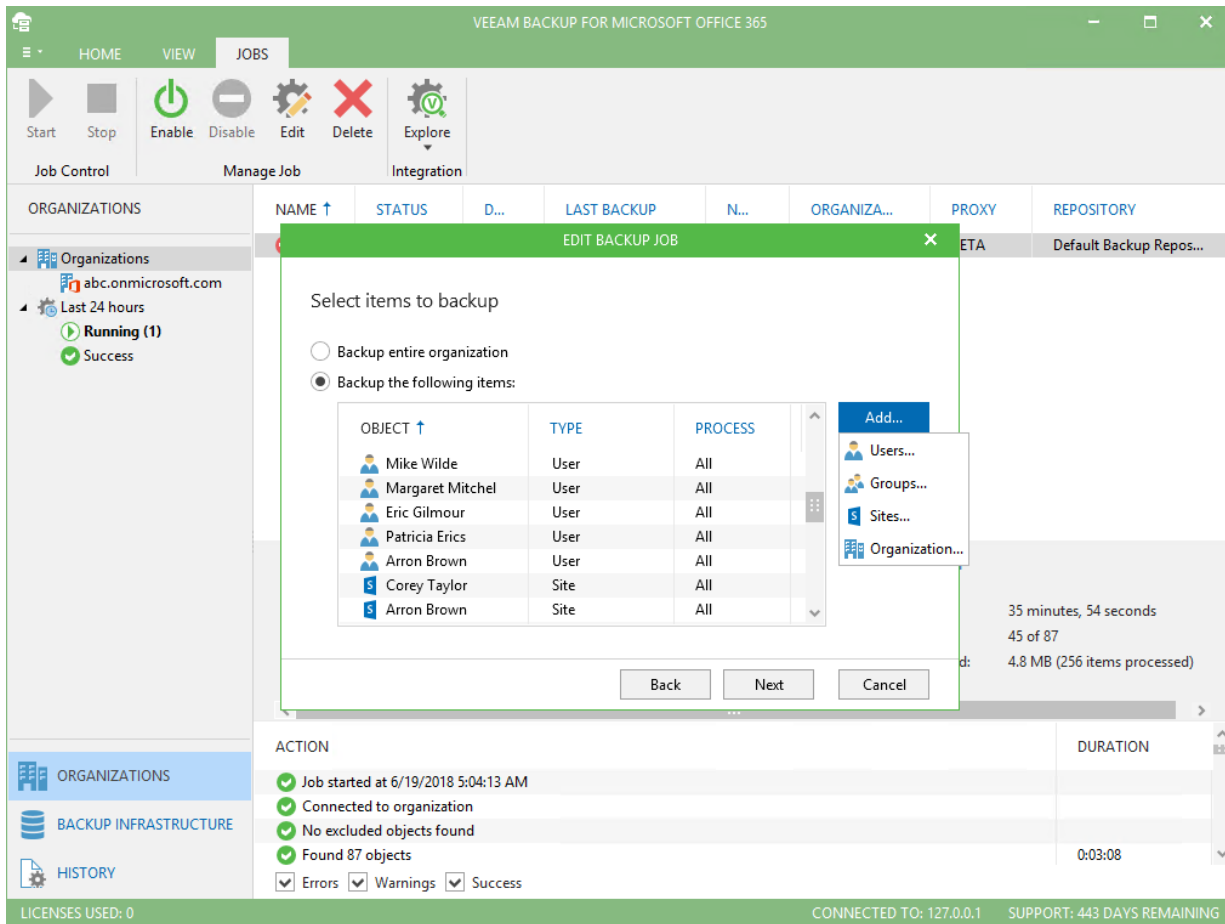 VEEAM BACKUP FOR MICROSOFT OFFICE 365
HOME VIEW JOBS
Start Stop Enable Disable Edit Delete Explore
Job Control Manage Job Integration
ORGANIZATIONS
Organizations
abc.onmicrosoft.com
Last 24 hours
Running (1)
Success
NAME ↑ STATUS D... LAST BACKUP N... ORGANIZA... PROXY REPOSITORY
ETA Default Backup Repos...
EDIT BACKUP JOB
Select items to backup
Backup entire organization
Backup the following items:
OBJECT ↑ TYPE PROCESS
Mike Wilde User All
Margaret Mitchel User All
Eric Gilmour User All
Patricia Erics User All
Arron Brown User All
Corey Taylor Site All
Arron Brown Site All
Add...
Users...
Groups...
Sites...
Organization...
Back Next Cancel
35 minutes, 54 seconds
45 of 87
d: 4.8 MB (256 items processed)
ACTION DURATION
Job started at 6/19/2018 5:04:13 AM
Connected to organization
No excluded objects found
Found 87 objects 0:03:08
Errors Warnings Success
ORGANIZATIONS
BACKUP INFRASTRUCTURE
HISTORY
LICENSES USED: 0 CONNECTED TO: 127.0.0.1 SUPPORT: 443 DAYS REMAINING